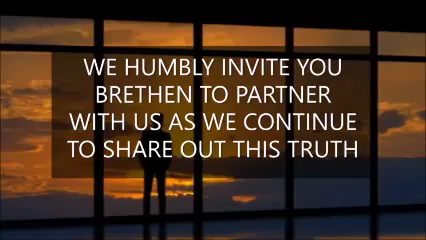 WE HUMBLY INVITE YOU
BRETHEN TO PARTNER
WITH US AS WE CONTINUE
TO SHARE OUT THIS TRUTH